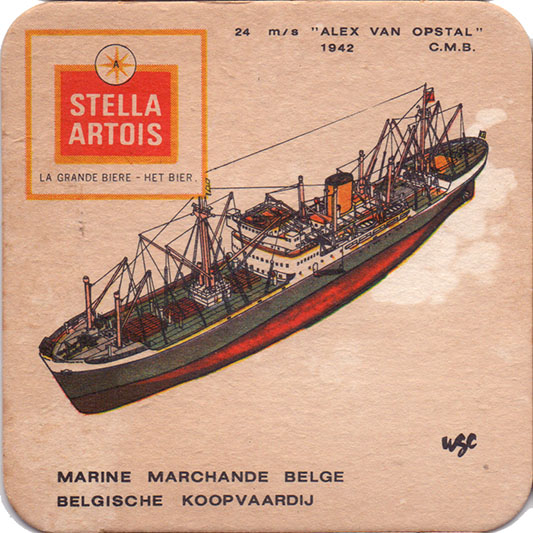 24 m/s "ALEX VAN OPSTAL"
1942 C.M.B.
A
STELLA
ARTOIS
LA GRANDE BIERE - HET BIER.
wsc
MARINE MARCHANDE BELGE
BELGISCHE KOOPVAARDIJ